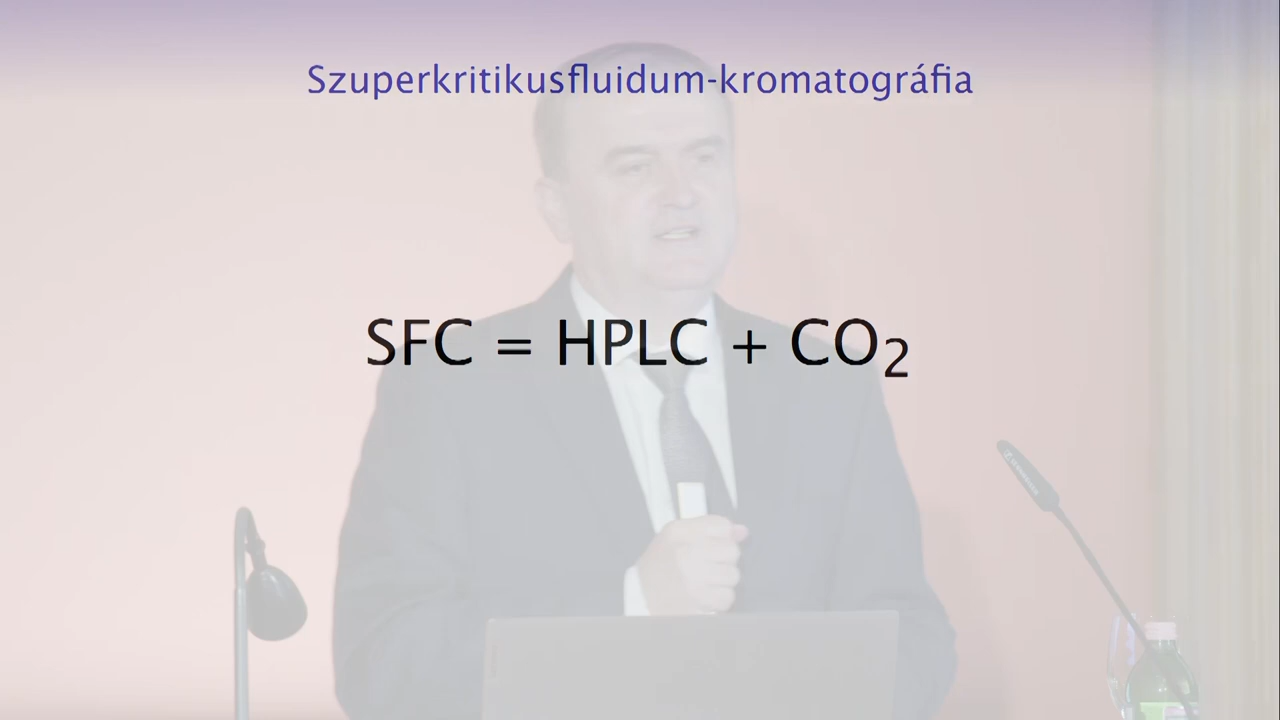 Szuperkritikusfluidum-kromatográfia
SFC = HPLC + CO₂